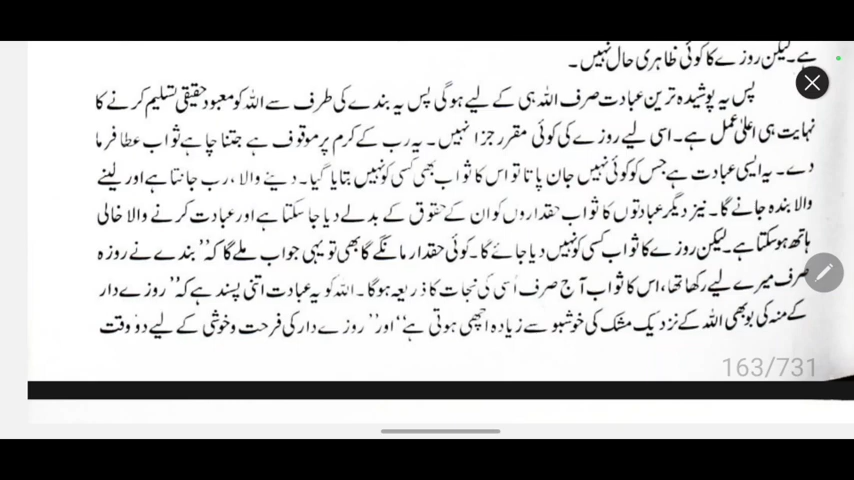 ہے۔ لیکن روزے کا کوئی ظاہری حال نہیں۔
پس یہ پوشیدہ ترین عبادت صرف اللہ ہی کے لیے ہوگی پس یہ بندے کی طرف سے اللہ کو معبود حقیقی تسلیم کرنے کا
نہایت ہی اعلیٰ عمل ہے۔ اسی لیے روزے کی کوئی مقرر جزا نہیں۔ یہ رب کے کرم پر موقوف ہے جتنا چاہے ثواب عطا فرما
دے۔ یہ ایسی عبادت ہے جس کو کوئی نہیں جان پاتا تو اس کا ثواب بھی کسی کو نہیں بتایا گیا۔ دینے والا، رب جانتا ہے اور لینے
والا بندہ جانے گا۔ نیز دیگر عبادتوں کا ثواب حقداروں کو ان کے حقوق کے بدلے دیا جا سکتا ہے اور عبادت کرنے والا خالی
ہاتھ ہو سکتا ہے۔ لیکن روزے کا ثواب کسی کو نہیں دیا جائے گا۔ کوئی حقدار مانگے گا بھی تو یہی جواب ملے گا کہ ”بندے نے روزہ
صرف میرے لیے رکھا تھا، اس کا ثواب آج صرف اُسی کی نجات کا ذریعہ ہوگا۔ اللہ کو یہ عبادت اتنی پسند ہے کہ ”روزے دار
کے منہ کی بو بھی اللہ کے نزدیک مشک کی خوشبو سے زیادہ اچھی ہوتی ہے“ اور ”روزے دار کی فرحت و خوشی کے لیے دو وقت
163/731